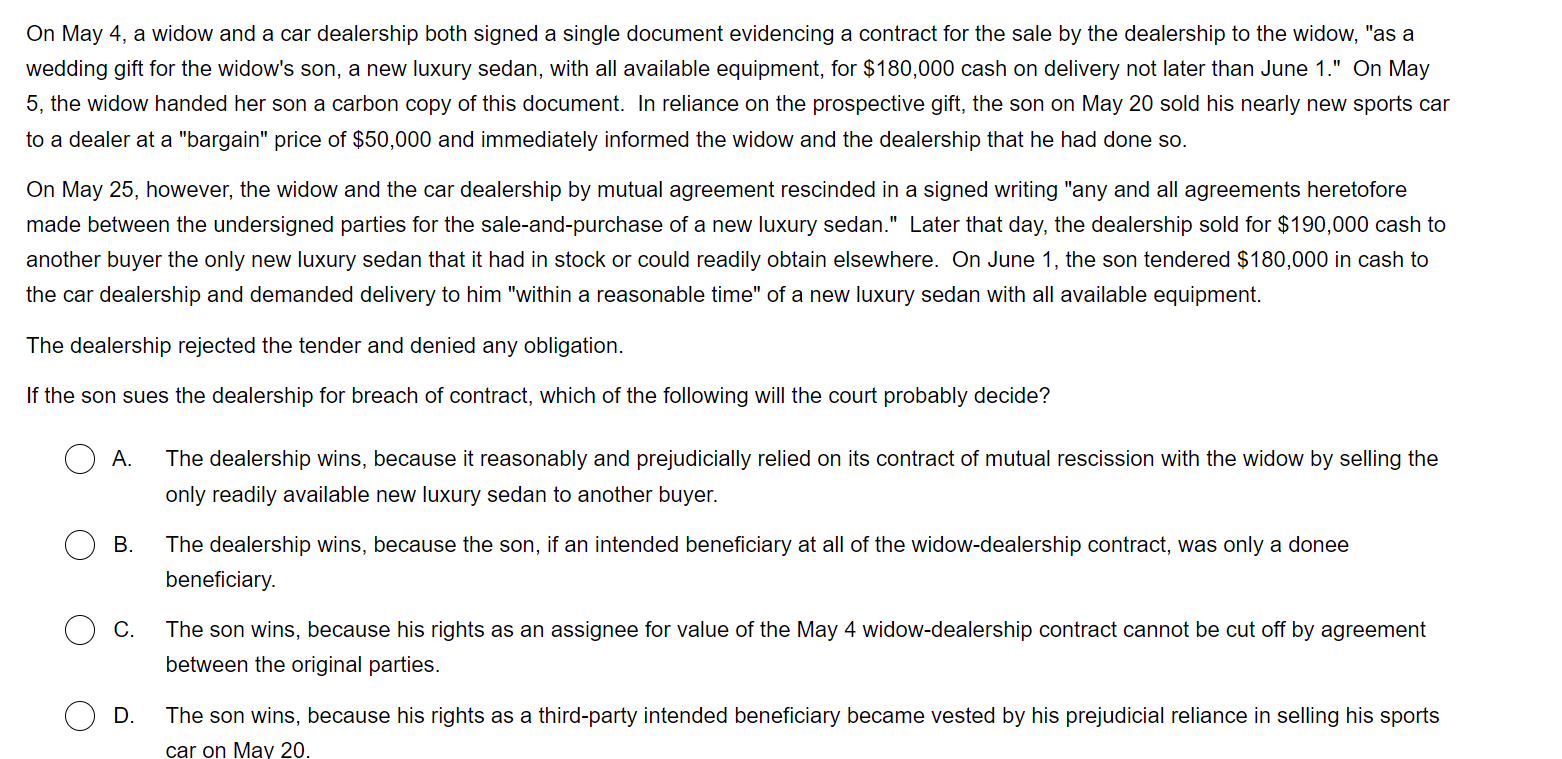 On May 4, a widow and a car dealership both signed a single document evidencing a contract for the sale by the dealership to the widow, "as a
wedding gift for the widow's son, a new luxury sedan, with all available equipment, for $180,000 cash on delivery not later than June 1."  On May
5, the widow handed her son a carbon copy of this document.  In reliance on the prospective gift, the son on May 20 sold his nearly new sports car
to a dealer at a "bargain" price of $50,000 and immediately informed the widow and the dealership that he had done so.
On May 25, however, the widow and the car dealership by mutual agreement rescinded in a signed writing "any and all agreements heretofore
made between the undersigned parties for the sale-and-purchase of a new luxury sedan."  Later that day, the dealership sold for $190,000 cash to
another buyer the only new luxury sedan that it had in stock or could readily obtain elsewhere.  On June 1, the son tendered $180,000 in cash to
the car dealership and demanded delivery to him "within a reasonable time" of a new luxury sedan with all available equipment.
The dealership rejected the tender and denied any obligation.
If the son sues the dealership for breach of contract, which of the following will the court probably decide?
A. The dealership wins, because it reasonably and prejudicially relied on its contract of mutual rescission with the widow by selling the
only readily available new luxury sedan to another buyer.
B. The dealership wins, because the son, if an intended beneficiary at all of the widow-dealership contract, was only a donee
beneficiary.
C. The son wins, because his rights as an assignee for value of the May 4 widow-dealership contract cannot be cut off by agreement
between the original parties.
D. The son wins, because his rights as a third-party intended beneficiary became vested by his prejudicial reliance in selling his sports
car on May 20.